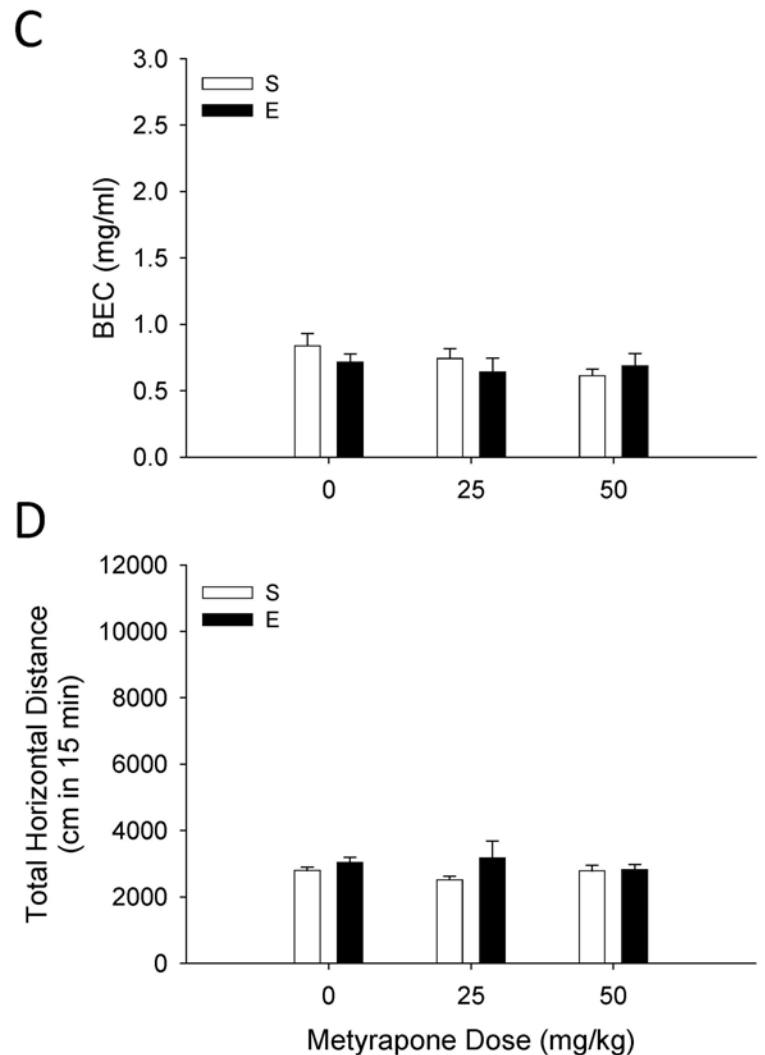 C
BEC (mg/ml)
3.0
2.5
2.0
1.5
1.0
0.5
0.0
S
E
0 25 50
D
Total Horizontal Distance
(cm in 15 min)
12000
10000
8000
6000
4000
2000
0
S
E
0 25 50
Metyrapone Dose (mg/kg)